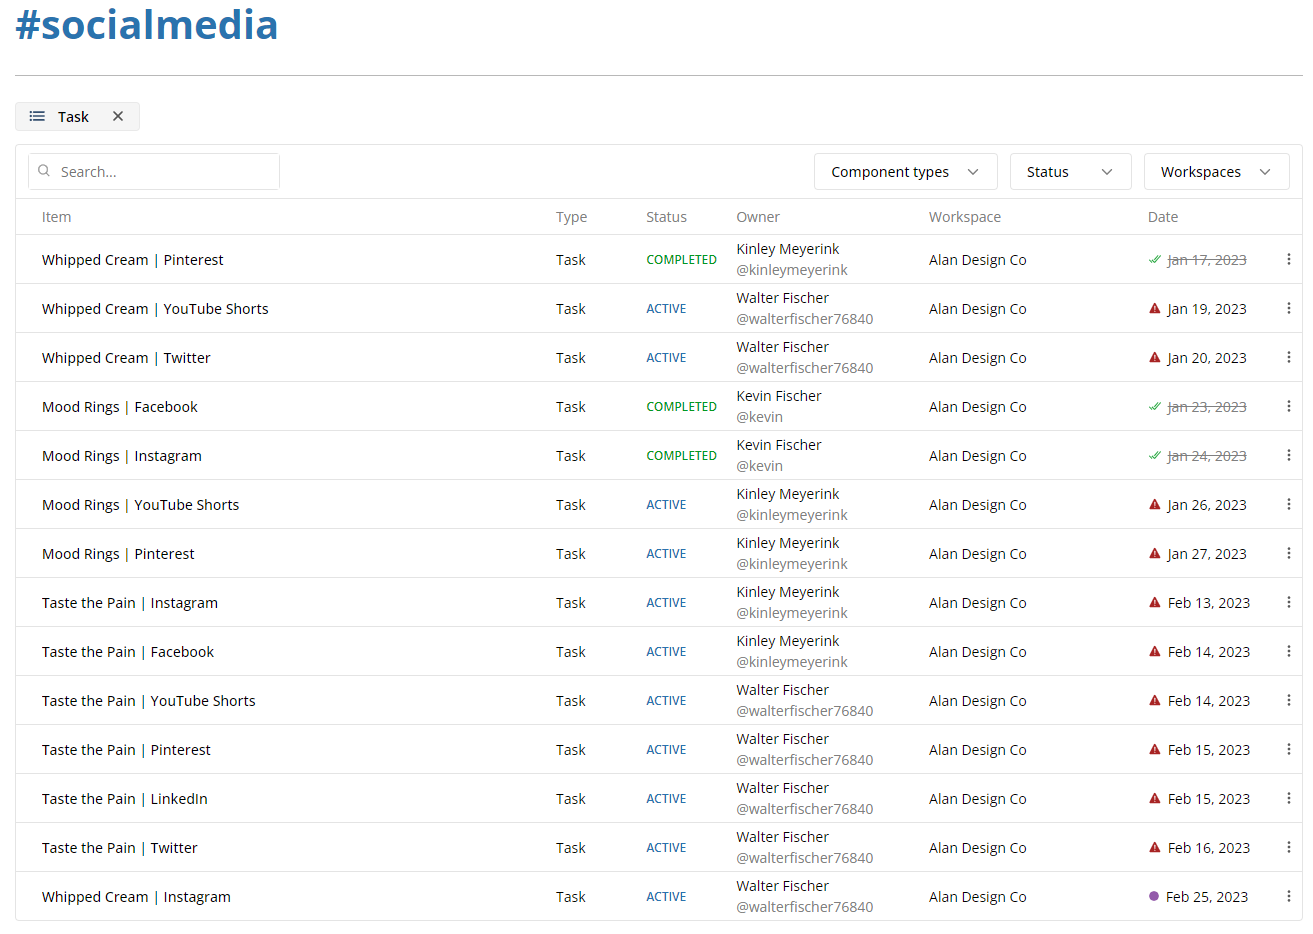 #socialmedia
Task
Search...
Component types
Status
Workspaces
Item Type Status Owner Workspace Date
Whipped Cream | Pinterest Task COMPLETED Kinley Meyerink @kinleymeyerink Alan Design Co Jan 17, 2023
Whipped Cream | YouTube Shorts Task ACTIVE Walter Fischer @walterfischer76840 Alan Design Co Jan 19, 2023
Whipped Cream | Twitter Task ACTIVE Walter Fischer @walterfischer76840 Alan Design Co Jan 20, 2023
Mood Rings | Facebook Task COMPLETED Kevin Fischer @kevin Alan Design Co Jan 23, 2023
Mood Rings | Instagram Task COMPLETED Kevin Fischer @kevin Alan Design Co Jan 24, 2023
Mood Rings | YouTube Shorts Task ACTIVE Kinley Meyerink @kinleymeyerink Alan Design Co Jan 26, 2023
Mood Rings | Pinterest Task ACTIVE Kinley Meyerink @kinleymeyerink Alan Design Co Jan 27, 2023
Taste the Pain | Instagram Task ACTIVE Kinley Meyerink @kinleymeyerink Alan Design Co Feb 13, 2023
Taste the Pain | Facebook Task ACTIVE Kinley Meyerink @kinleymeyerink Alan Design Co Feb 14, 2023
Taste the Pain | YouTube Shorts Task ACTIVE Walter Fischer @walterfischer76840 Alan Design Co Feb 14, 2023
Taste the Pain | Pinterest Task ACTIVE Walter Fischer @walterfischer76840 Alan Design Co Feb 15, 2023
Taste the Pain | LinkedIn Task ACTIVE Walter Fischer @walterfischer76840 Alan Design Co Feb 15, 2023
Taste the Pain | Twitter Task ACTIVE Walter Fischer @walterfischer76840 Alan Design Co Feb 16, 2023
Whipped Cream | Instagram Task ACTIVE Walter Fischer @walterfischer76840 Alan Design Co Feb 25, 2023